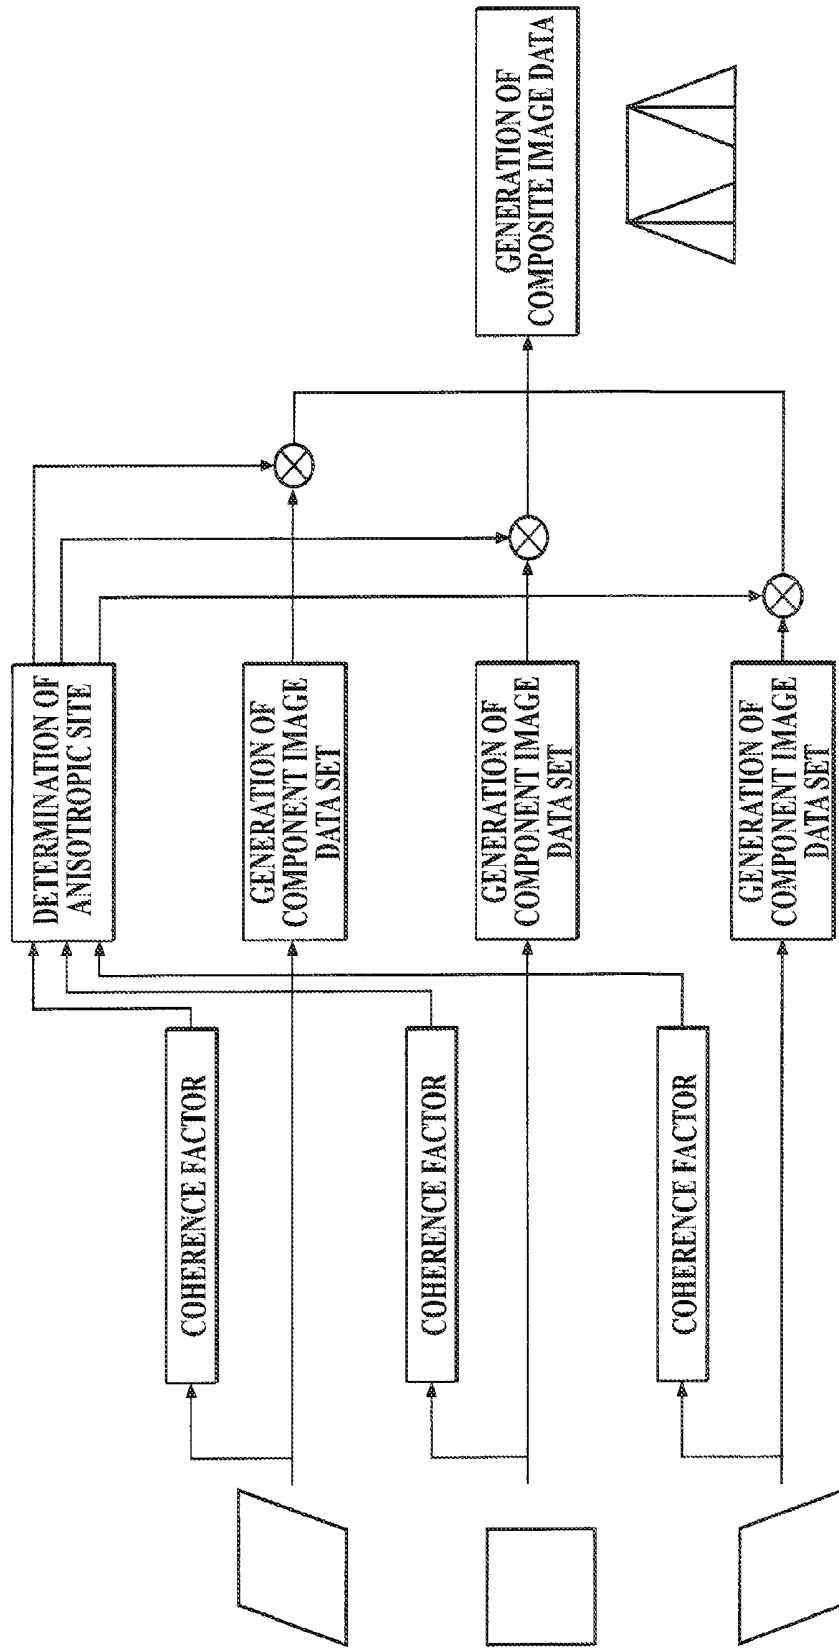 COHERENCE FACTOR
COHERENCE FACTOR
COHERENCE FACTOR
DETERMINATION OF
ANISOTROPIC SITE
GENERATION OF
COMPONENT IMAGE
DATA SET
GENERATION OF
COMPONENT IMAGE
DATA SET
GENERATION OF
COMPONENT IMAGE
DATA SET
GENERATION OF
COMPOSITE IMAGE DATA